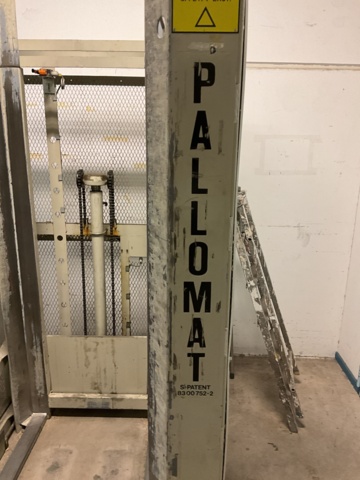 PALLOMAT
S-PATENT
8300752-2